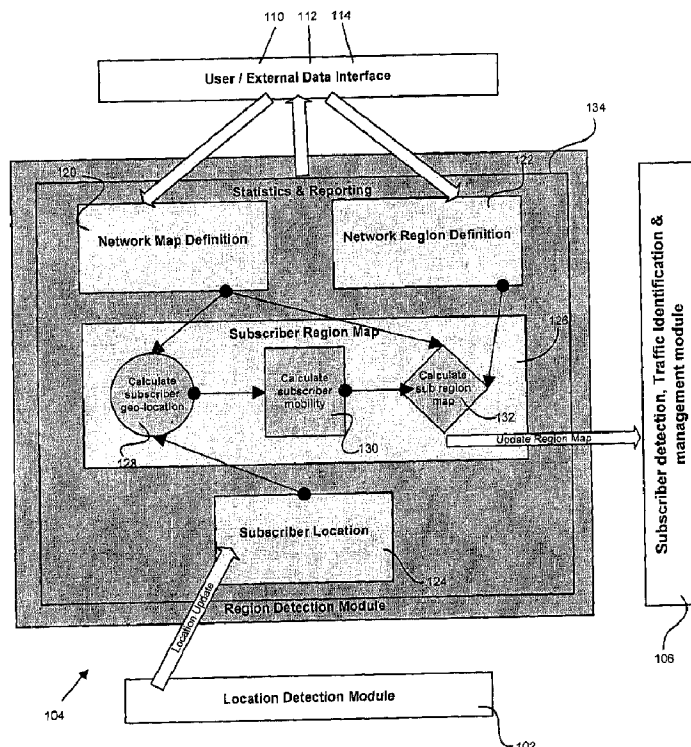 110
112
114
User / External Data Interface
134
120
122
Statistics & Reporting
Network Map Definition
Network Region Definition
Subscriber Region Map
126
Calculate
subscriber
geo-location
Calculate
subscriber
mobility
Calculate
sub region
map
128
130
132
Update Region Map
Subscriber Location
124
Location Update
Region Detection Module
104
Location Detection Module
102
Subscriber detection, Traffic Identification &
management module
106